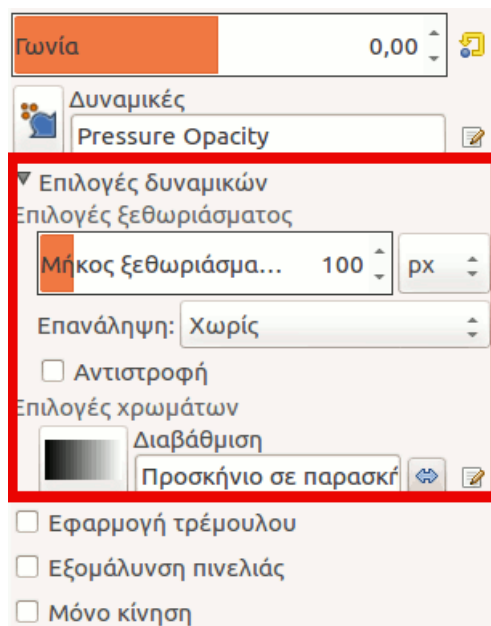 Γωνία 0,00
Δυναμικές
Pressure Opacity
Επιλογές δυναμικών
Επιλογές ξεθωριάσματος
Μήκος ξεθωριάσμα... 100 px
Επανάληψη: Χωρίς
Αντιστροφή
Επιλογές χρωμάτων
Διαβάθμιση
Προσκήνιο σε παρασκή
Εφαρμογή τρέμουλου
Εξομάλυνση πινελιάς
Μόνο κίνηση